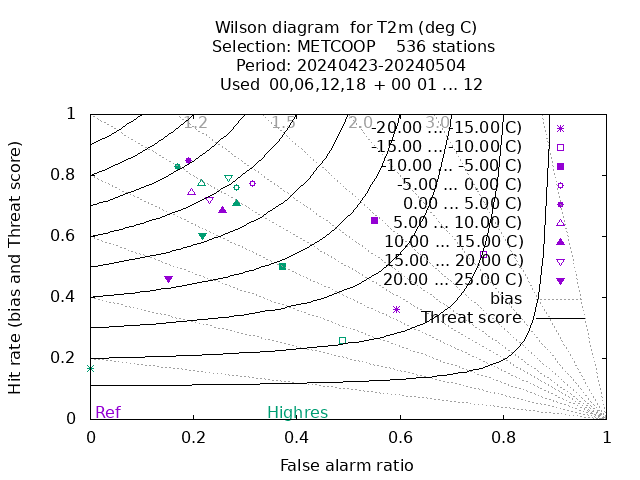 Wilson diagram  for T2m (deg C)
Selection: METCOOP    536 stations
Period: 20240423-20240504
Used  00,06,12,18  + 00 01 ... 12
Hit rate (bias and Threat score)
1
0.8
0.6
0.4
0.2
0
1.2
1.5
2.0
3.0
-20.00 ... -15.00 C)
-15.00 ... -10.00 C)
-10.00 ... -5.00 C)
-5.00 ... 0.00 C)
0.00 ... 5.00 C)
5.00 ... 10.00 C)
10.00 ... 15.00 C)
15.00 ... 20.00 C)
20.00 ... 25.00 C)
bias
Threat score
Ref
Highres
0
0.2
0.4
0.6
0.8
1
False alarm ratio